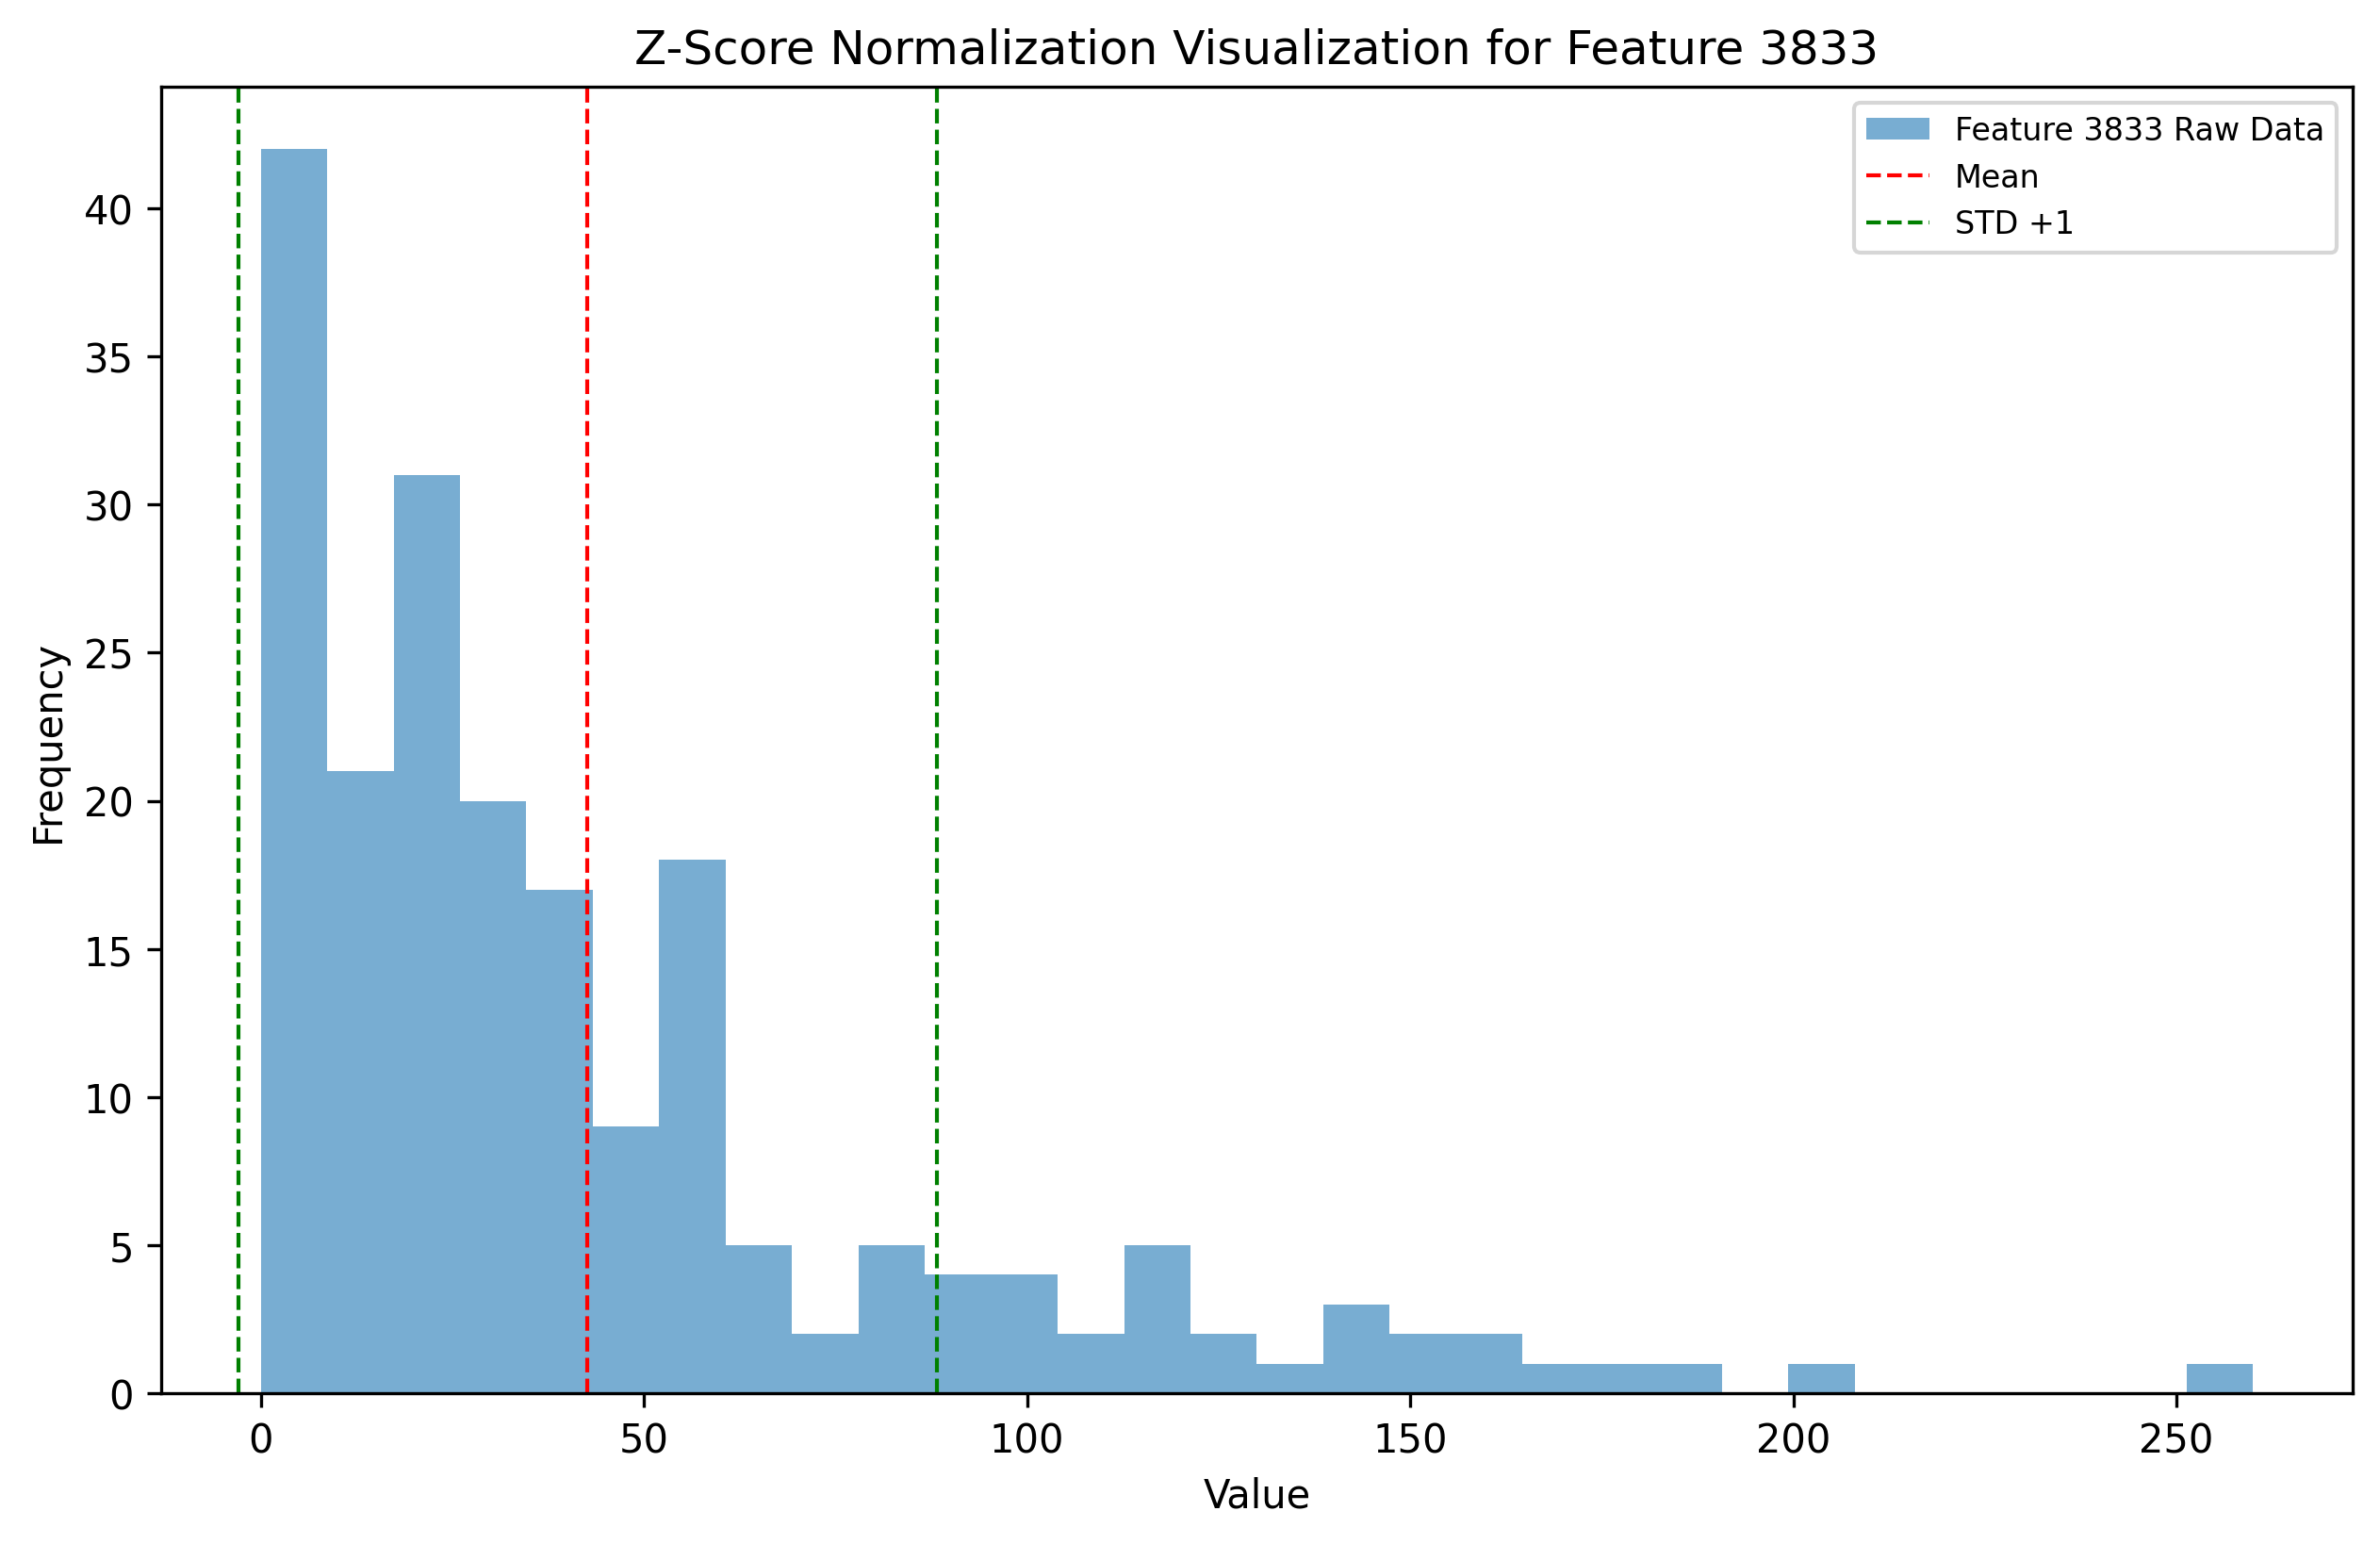 Z-Score Normalization Visualization for Feature 3833
Feature 3833 Raw Data
Mean
STD +1
Frequency
40
35
30
25
20
15
10
5
0
0 50 100 150 200 250
Value